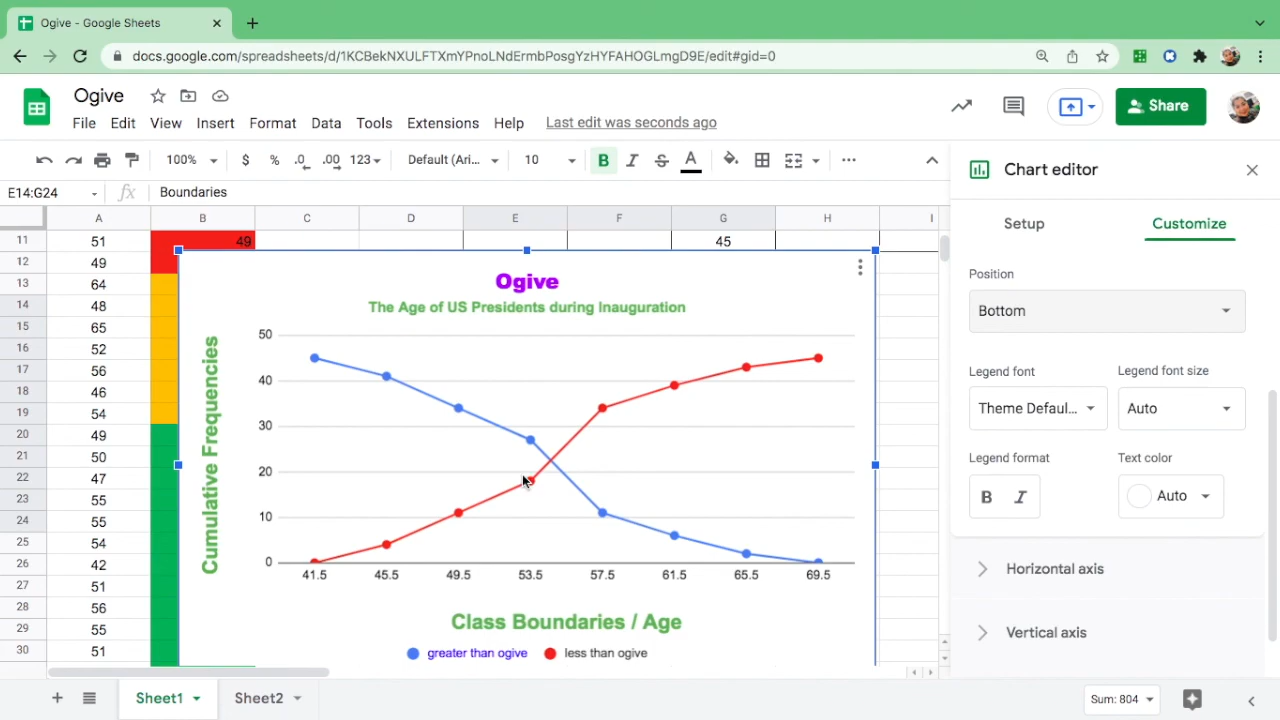 Ogive - Google Sheets
docs.google.com/spreadsheets/d/1KCBekNXULFTXmYPnoLNdErmbPosgYzHYFAHOGLmgD9E/edit#gid=0
Ogive
File Edit View Insert Format Data Tools Extensions Help Last edit was seconds ago
Share
100% $ % .0 .00 123 Default (Ari... 10 B I S A
E14:G24 fx Boundaries
A B C D E F G H I
11 51 49 45
12 49
13 64
14 48
15 65
16 52
17 56
18 46
19 54
20 49
21 50
22 47
23 55
24 55
25 54
26 42
27 51
28 56
29 55
30 51
Ogive
The Age of US Presidents during Inauguration
Cumulative Frequencies
50
40
30
20
10
0
41.5 45.5 49.5 53.5 57.5 61.5 65.5 69.5
Class Boundaries / Age
greater than ogive less than ogive
Chart editor
Setup Customize
Position
Bottom
Legend font Legend font size
Theme Defaul... Auto
Legend format Text color
B I Auto
Horizontal axis
Vertical axis
Sheet1 Sheet2 Sum: 804